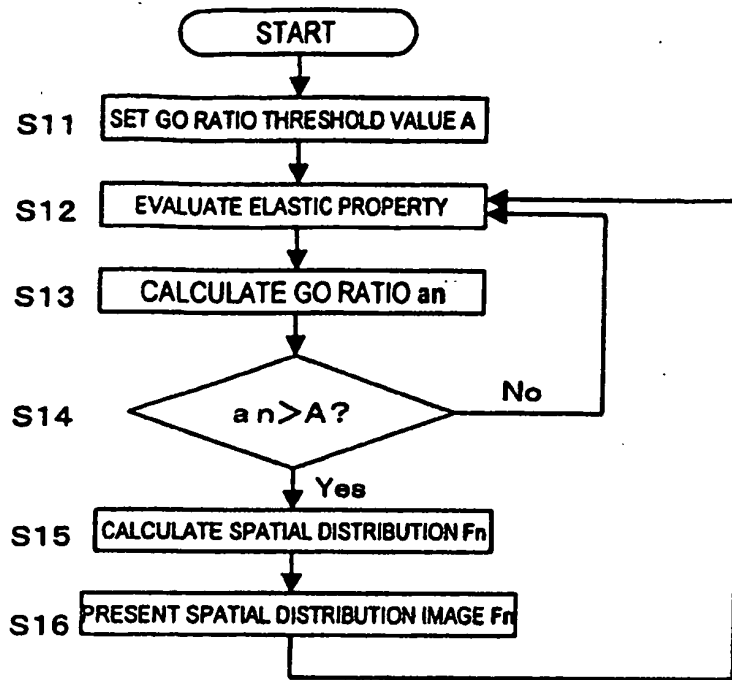 START
S11 SET GO RATIO THRESHOLD VALUE A
S12 EVALUATE ELASTIC PROPERTY
S13 CALCULATE GO RATIO an
S14 an>A?
No
Yes
S15 CALCULATE SPATIAL DISTRIBUTION Fn
S16 PRESENT SPATIAL DISTRIBUTION IMAGE Fn